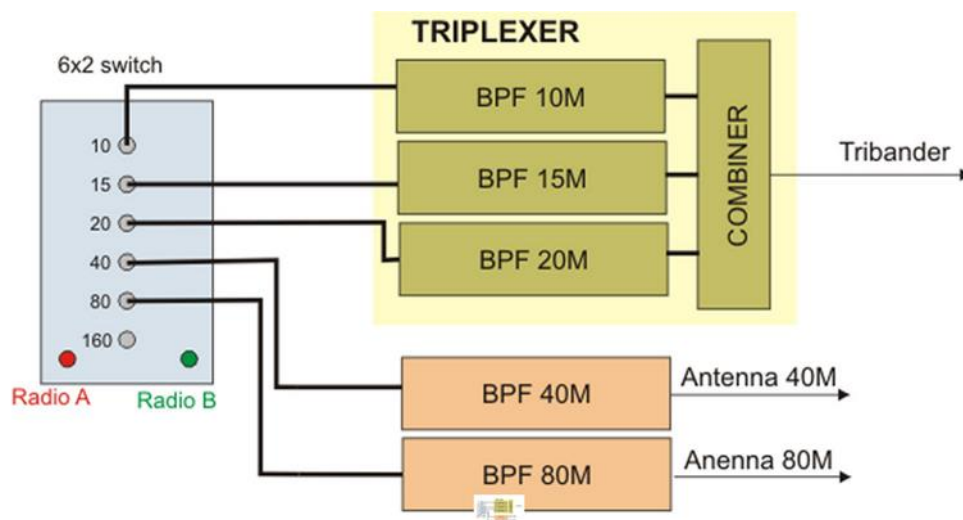 TRIPLEXER
6x2 switch
BPF 10M
10
15
BPF 15M
COMBINER
Tribander
20
BPF 20M
40
80
160
Radio A
Radio B
BPF 40M
Antenna 40M
BPF 80M
Anenna 80M